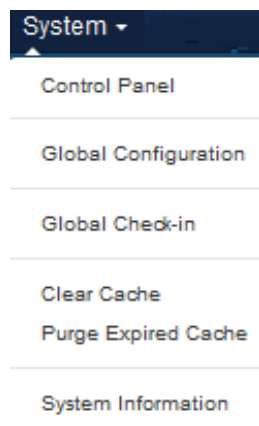 System
Control Panel
Global Configuration
Global Check-in
Clear Cache
Purge Expired Cache
System Information